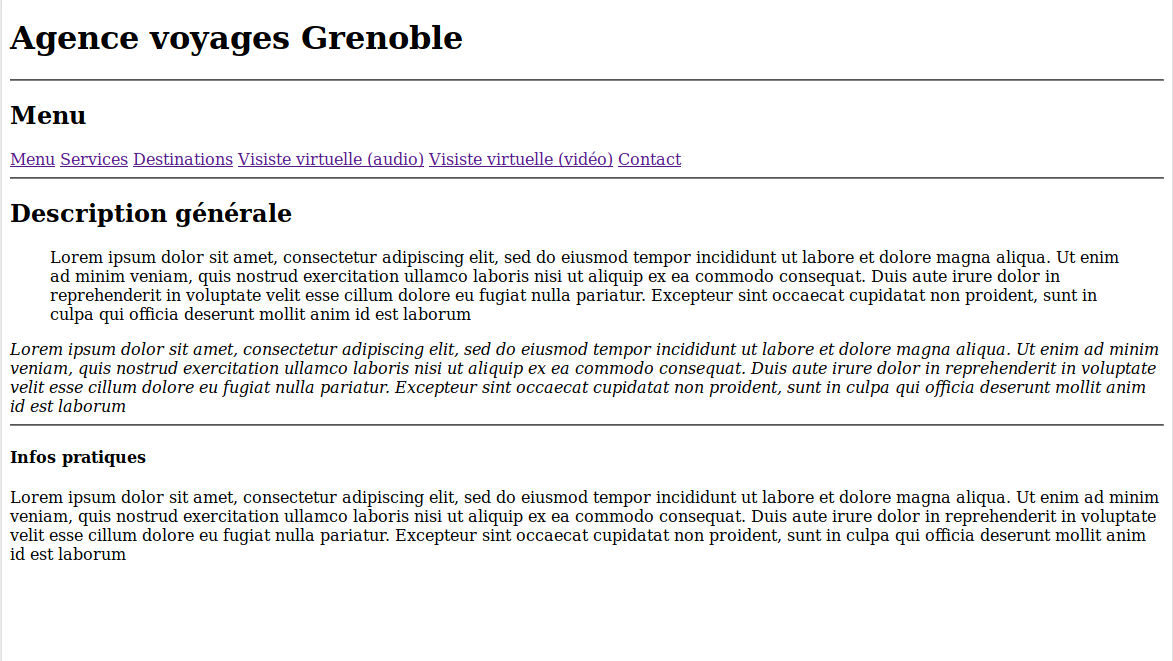 Agence voyages Grenoble
Menu
Menu Services Destinations Visiste virtuelle (audio) Visiste virtuelle (vidéo) Contact
Description générale
Lorem ipsum dolor sit amet, consectetur adipiscing elit, sed do eiusmod tempor incididunt ut labore et dolore magna aliqua. Ut enim
ad minim veniam, quis nostrud exercitation ullamco laboris nisi ut aliquip ex ea commodo consequat. Duis aute irure dolor in
reprehenderit in voluptate velit esse cillum dolore eu fugiat nulla pariatur. Excepteur sint occaecat cupidatat non proident, sunt in
culpa qui officia deserunt mollit anim id est laborum
Lorem ipsum dolor sit amet, consectetur adipiscing elit, sed do eiusmod tempor incididunt ut labore et dolore magna aliqua. Ut enim ad minim
veniam, quis nostrud exercitation ullamco laboris nisi ut aliquip ex ea commodo consequat. Duis aute irure dolor in reprehenderit in voluptate
velit esse cillum dolore eu fugiat nulla pariatur. Excepteur sint occaecat cupidatat non proident, sunt in culpa qui officia deserunt mollit anim
id est laborum
Infos pratiques
Lorem ipsum dolor sit amet, consectetur adipiscing elit, sed do eiusmod tempor incididunt ut labore et dolore magna aliqua. Ut enim ad minim
veniam, quis nostrud exercitation ullamco laboris nisi ut aliquip ex ea commodo consequat. Duis aute irure dolor in reprehenderit in voluptate
velit esse cillum dolore eu fugiat nulla pariatur. Excepteur sint occaecat cupidatat non proident, sunt in culpa qui officia deserunt mollit anim
id est laborum